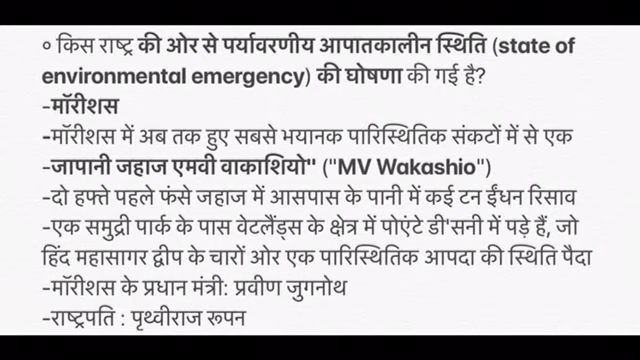 ० किस राष्ट्र की ओर से पर्यावरणीय आपातकालीन स्थिति (state of
environmental emergency) की घोषणा की गई है?
-मॉरीशस
-मॉरीशस में अब तक हुए सबसे भयानक पारिस्थितिक संकटों में से एक
-जापानी जहाज एमवी वाकाशियो" ("MV Wakashio")
-दो हफ्ते पहले फंसे जहाज में आसपास के पानी में कई टन ईंधन रिसाव
-एक समुद्री पार्क के पास वेटलैंड्स के क्षेत्र में पोएंटे डी'सनी में पड़े हैं, जो
हिंद महासागर द्वीप के चारों ओर एक पारिस्थितिक आपदा की स्थिति पैदा
-मॉरीशस के प्रधान मंत्री: प्रवीण जुगनोथ
-राष्ट्रपति : पृथ्वीराज रूपन